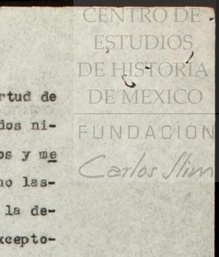 CENTRO DE
ESTUDIOS
DE HISTORIA
DE MEXICO
FUNDACIÓN
Carlos Slim
rtud de
dos ni-
os y me
no las-
la de-
xcepto-